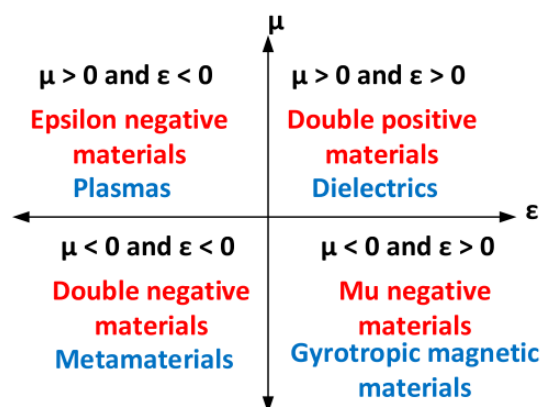 μ
μ > 0 and ε < 0
Epsilon negative
materials
Plasmas
μ > 0 and ε > 0
Double positive
materials
Dielectrics
ε
μ < 0 and ε < 0
Double negative
materials
Metamaterials
μ < 0 and ε > 0
Mu negative
materials
Gyrotropic magnetic
materials